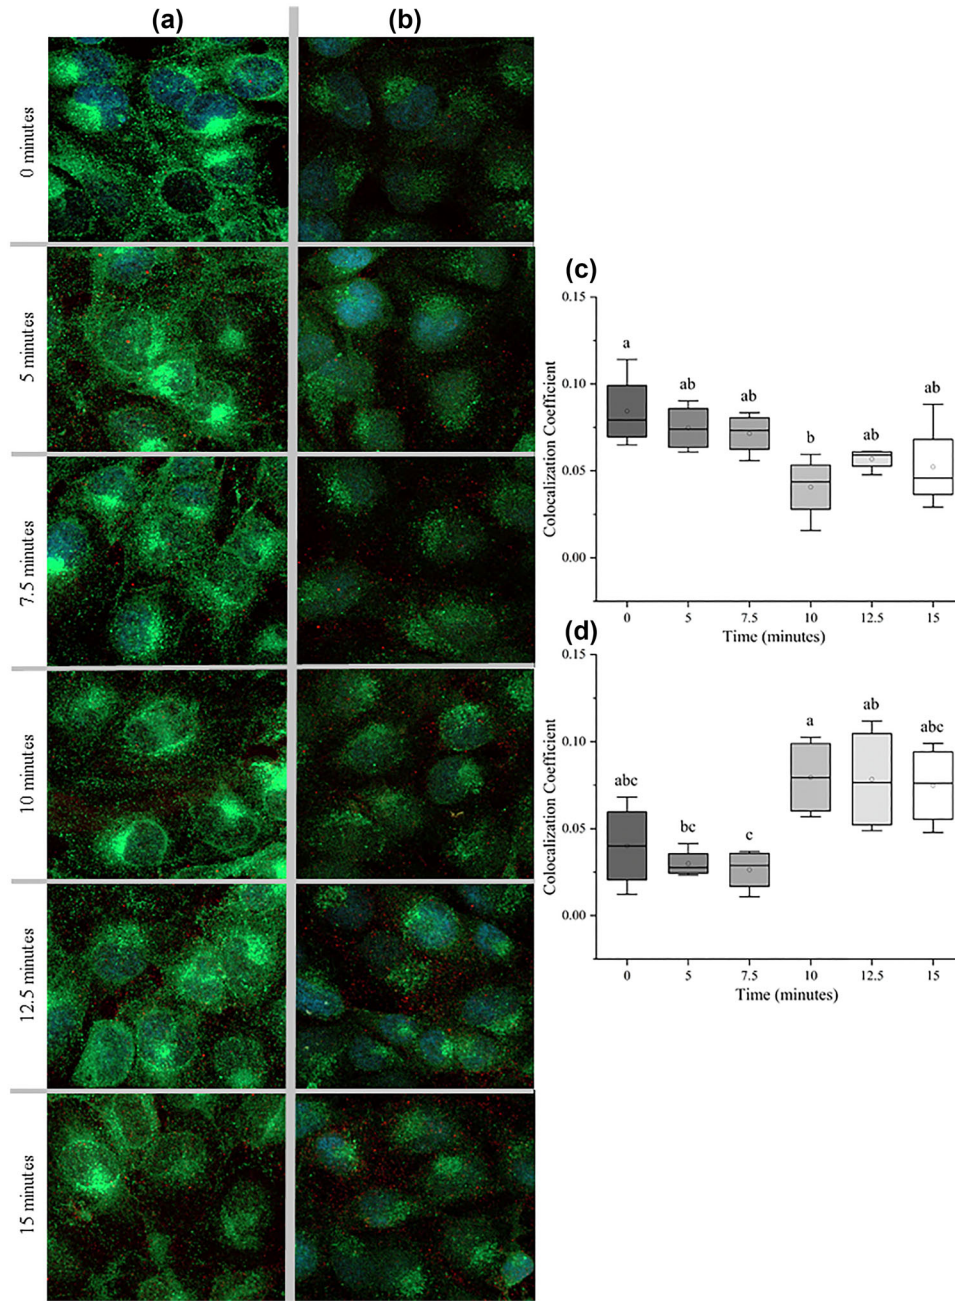 (a)
(b)
0 minutes
5 minutes
7.5 minutes
10 minutes
12.5 minutes
15 minutes
(c)
0.15
0.10
0.05
0.00
Colocalization Coefficient
a
ab
ab
b
ab
ab
0
5
7.5
10
12.5
15
Time (minutes)
(d)
0.15
0.10
0.05
0.00
Colocalization Coefficient
abc
bc
c
a
ab
abc
0
5
7.5
10
12.5
15
Time (minutes)